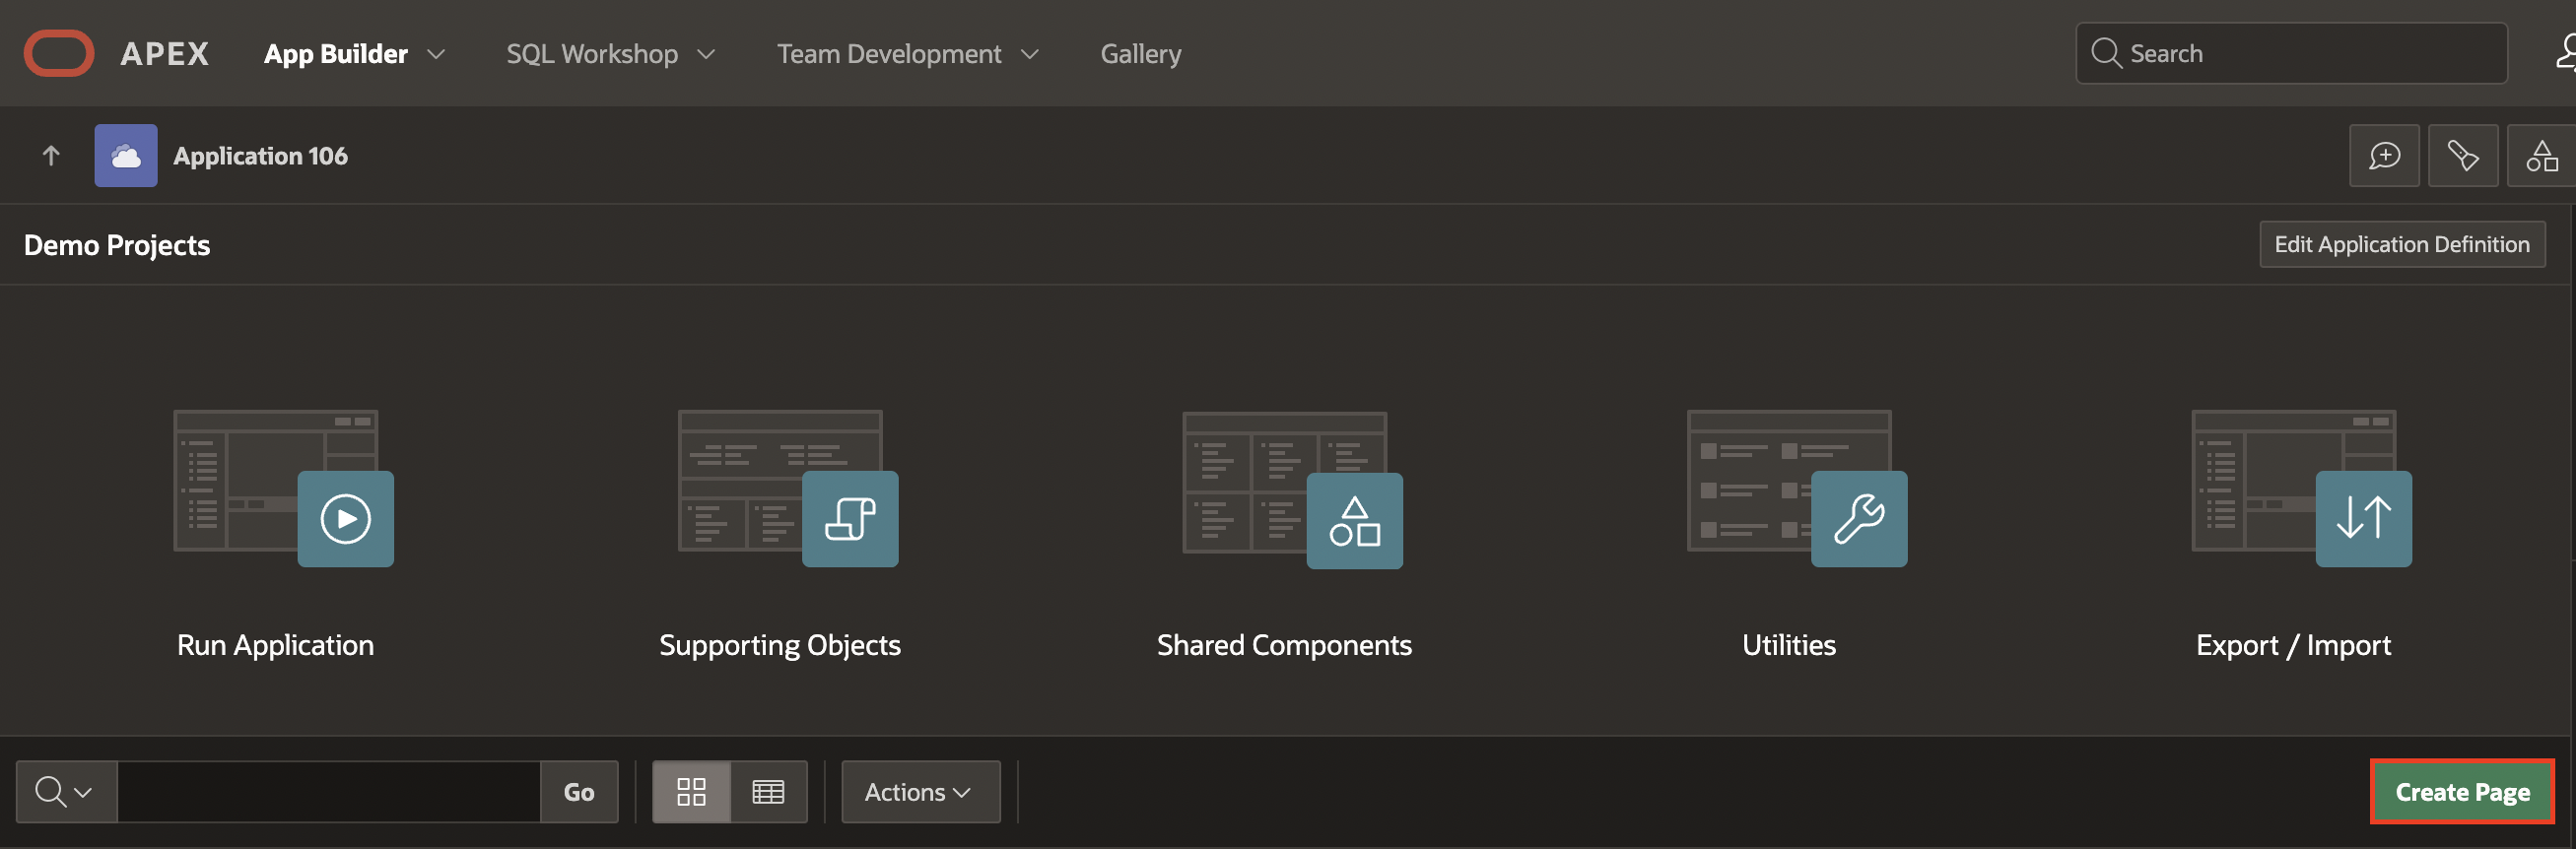 APEX App Builder SQL Workshop Team Development Gallery Search
Application 106
Demo Projects Edit Application Definition
Run Application Supporting Objects Shared Components Utilities Export / Import
Go Actions Create Page